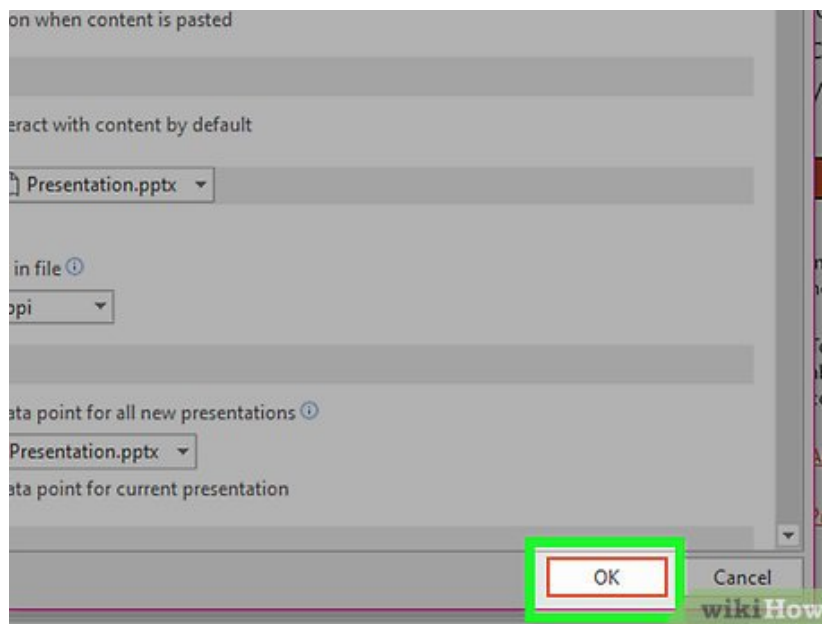 on when content is pasted
eract with content by default
Presentation.pptx
in file
ppi
ata point for all new presentations
Presentation.pptx
ata point for current presentation
OK Cancel
wikiHow